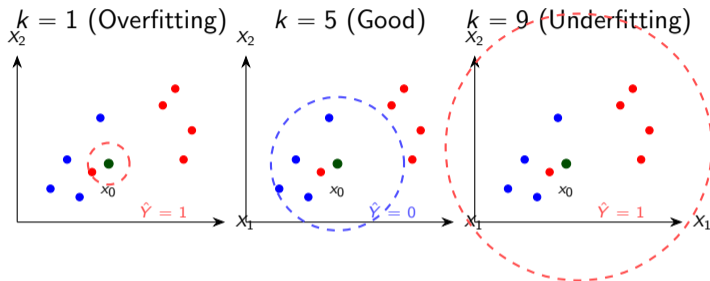 k = 1 (Overfitting)
X₂
x₀
Ŷ = 1
X₁
k = 5 (Good)
X₂
x₀
Ŷ = 0
X₁
k = 9 (Underfitting)
X₂
x₀
Ŷ = 1
X₁